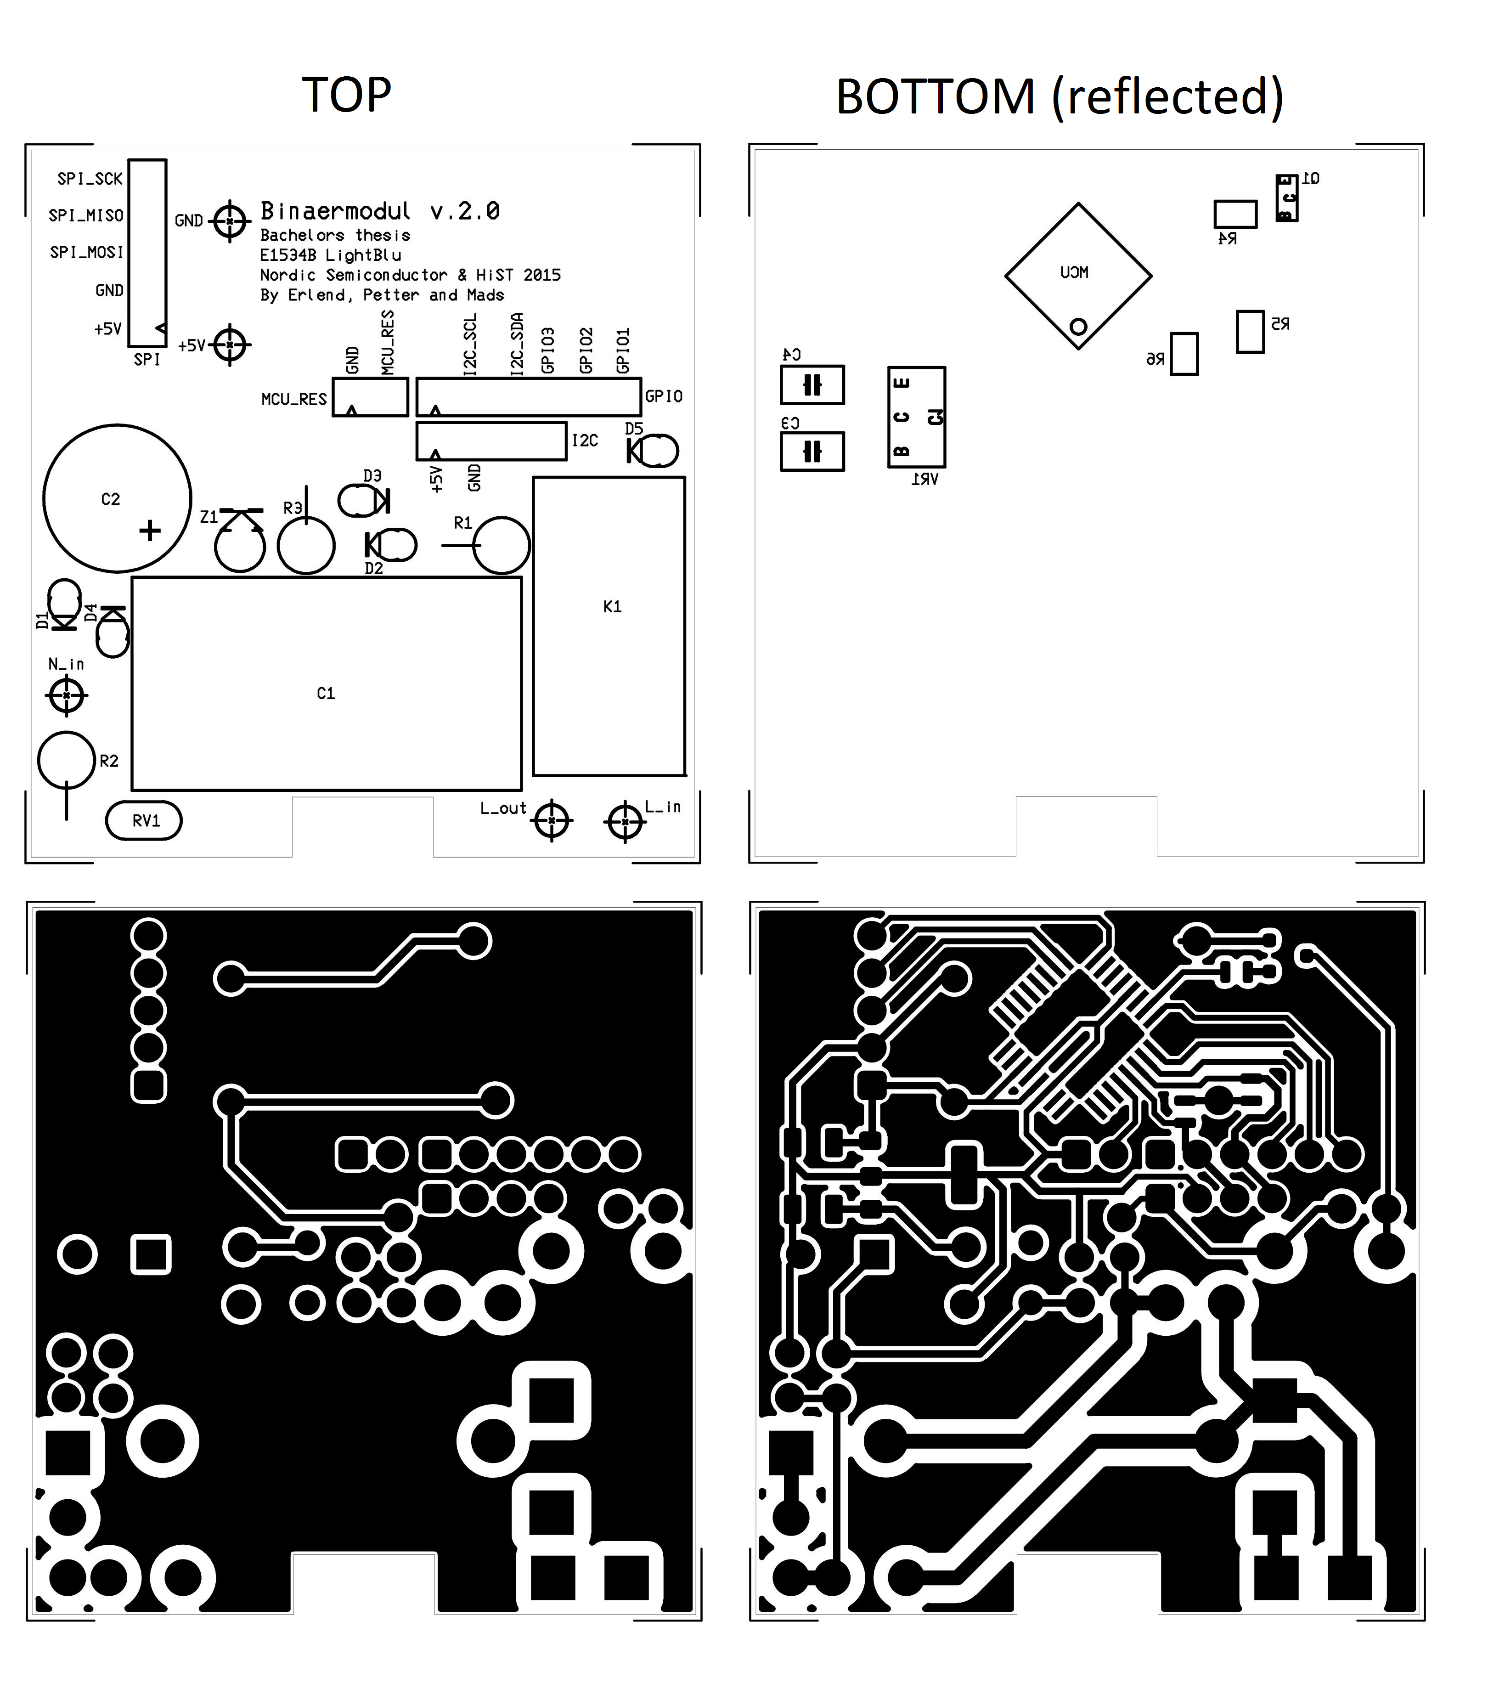 TOP
BOTTOM (reflected)
SPI_SCK
SPI_MISO
SPI_MOSI
GND
+5V
SPI
GND
+5V
Binaermodul v.2.0
Bachelors thesis
E1534B LightBlu
Nordic Semiconductor & HiST 2015
By Erlend, Petter and Mads
GND
MCU_RES
I2C_SCL
I2C_SDA
GPIO3
GPIO2
GPIO1
MCU_RES
GPIO
I2C
D5
+5V
GND
C2
+
Z1
R3
D3
D2
R1
K1
D1
D4
N_in
C1
R2
RV1
L_out
L_in
Q1
E
C
B
R4
MCU
R5
R6
C4
C3
E
C
B
VR1